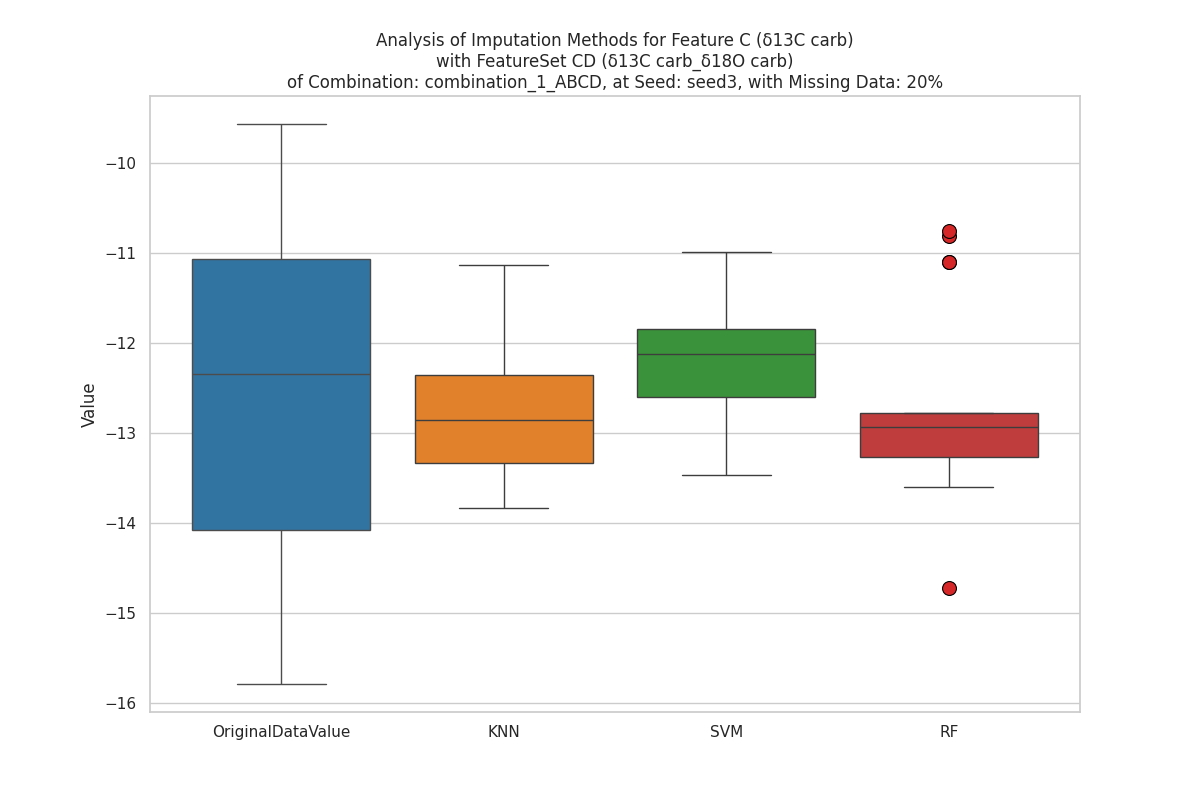 Analysis of Imputation Methods for Feature C (δ13C carb)
with FeatureSet CD (δ13C carb_δ18O carb)
of Combination: combination_1_ABCD, at Seed: seed3, with Missing Data: 20%
Value
−10
−11
−12
−13
−14
−15
−16
OriginalDataValue
KNN
SVM
RF